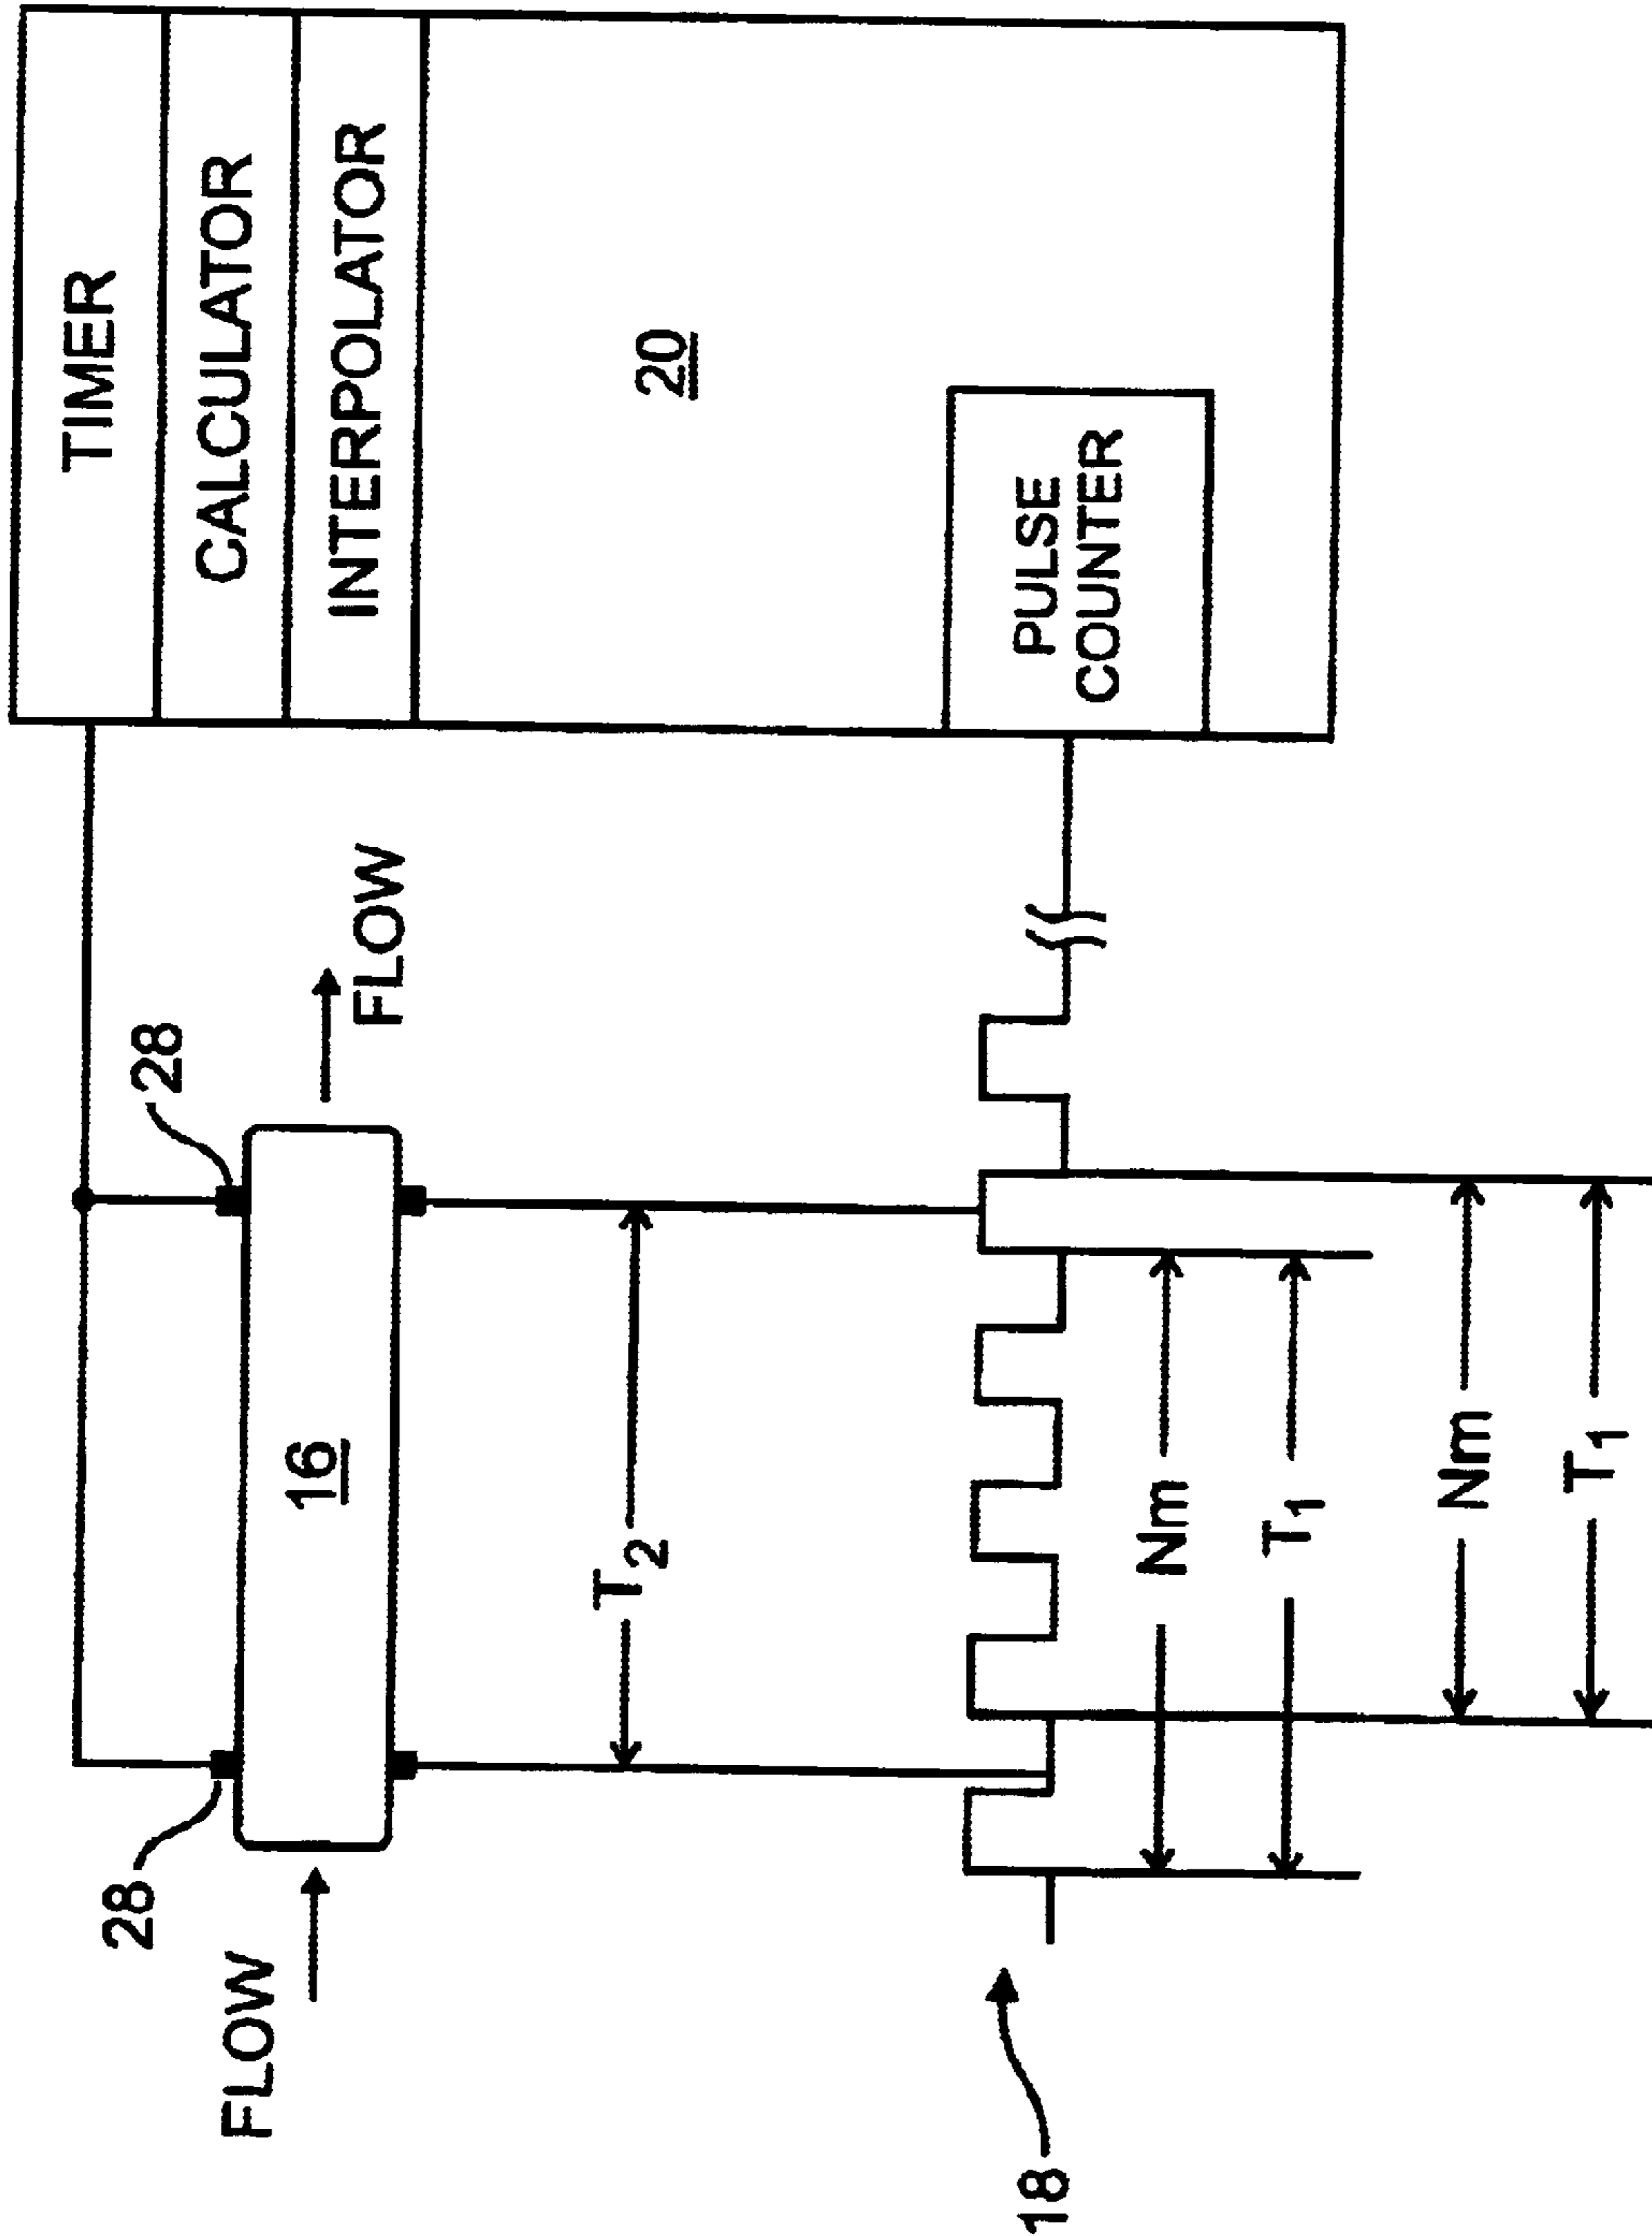 TIMER
CALCULATOR
INTERPOLATOR
20
PULSE
COUNTER
28
28
FLOW
FLOW
16
T2
18
Nm
T1
Nm
T1